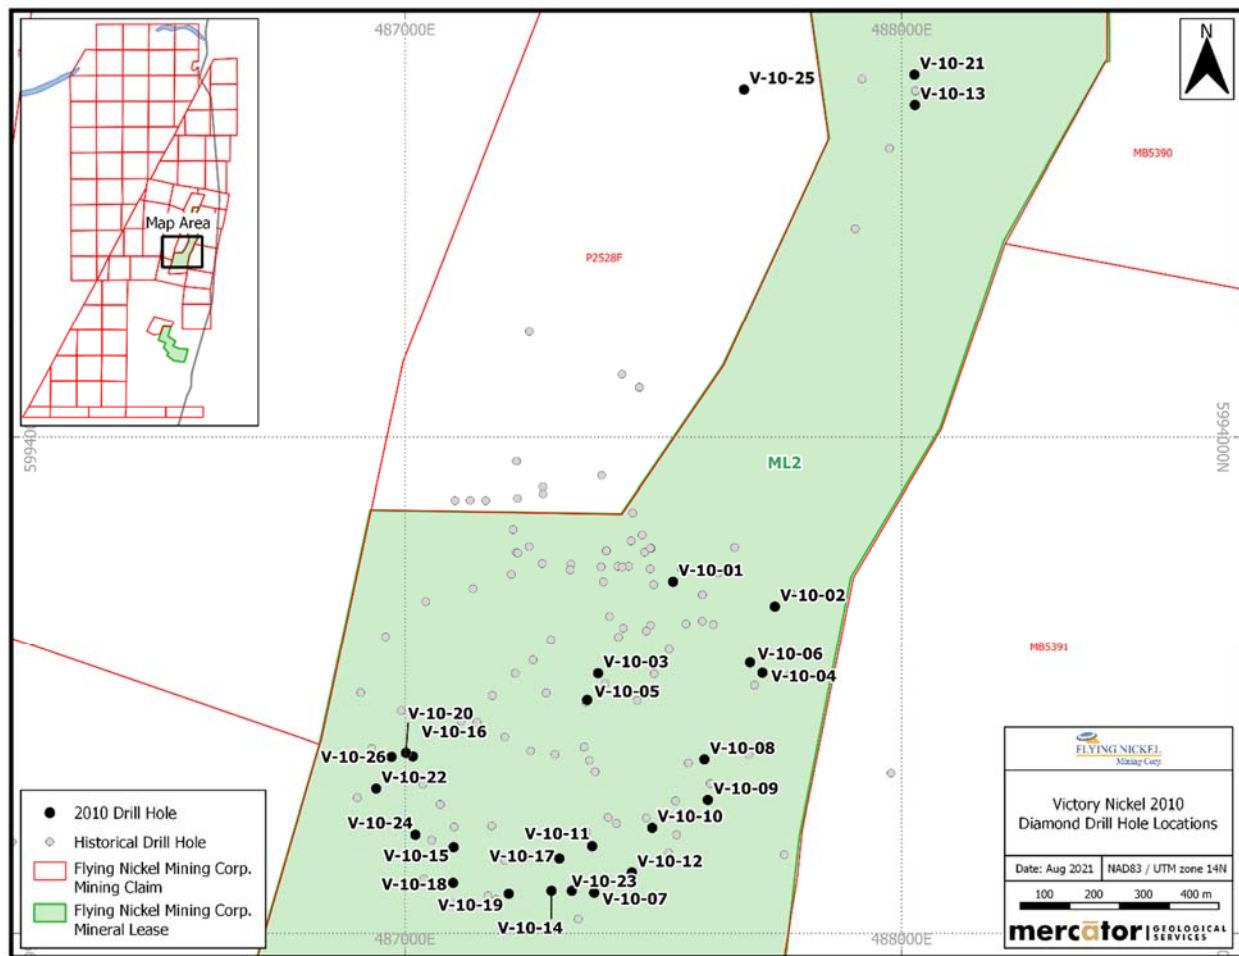 487000E
488000E
N
V-10-21
V-10-25
V-10-13
MB5390
Map Area
P2528F
5994000N
ML2
V-10-01
V-10-02
V-10-06
V-10-03
V-10-04
MB5391
V-10-05
V-10-20
V-10-16
V-10-26
V-10-08
V-10-22
V-10-09
V-10-24
V-10-10
V-10-11
V-10-15
V-10-17
V-10-12
V-10-18
V-10-23
V-10-19
V-10-07
V-10-14
487000E
488000E
2010 Drill Hole
Historical Drill Hole
Flying Nickel Mining Corp.
Mining Claim
Flying Nickel Mining Corp.
Mineral Lease
FLYING NICKEL
Mining Corp.
Victory Nickel 2010
Diamond Drill Hole Locations
Date: Aug 2021
NAD83 / UTM zone 14N
100 200 300 400 m
mercator GEOLOGICAL
SERVICES